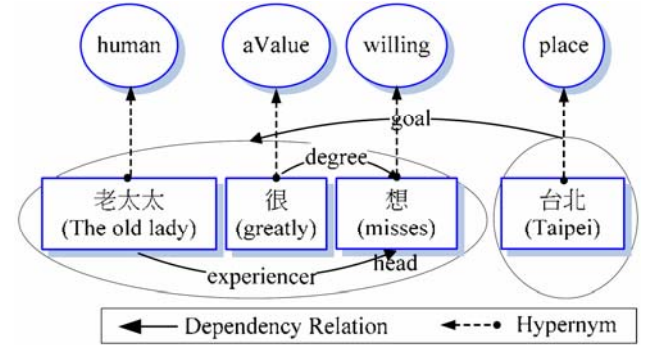 human
aValue
willing
place
goal
degree
老太太
(The old lady)
很
(greatly)
想
(misses)
台北
(Taipei)
experiencer
head
Dependency Relation
Hypernym